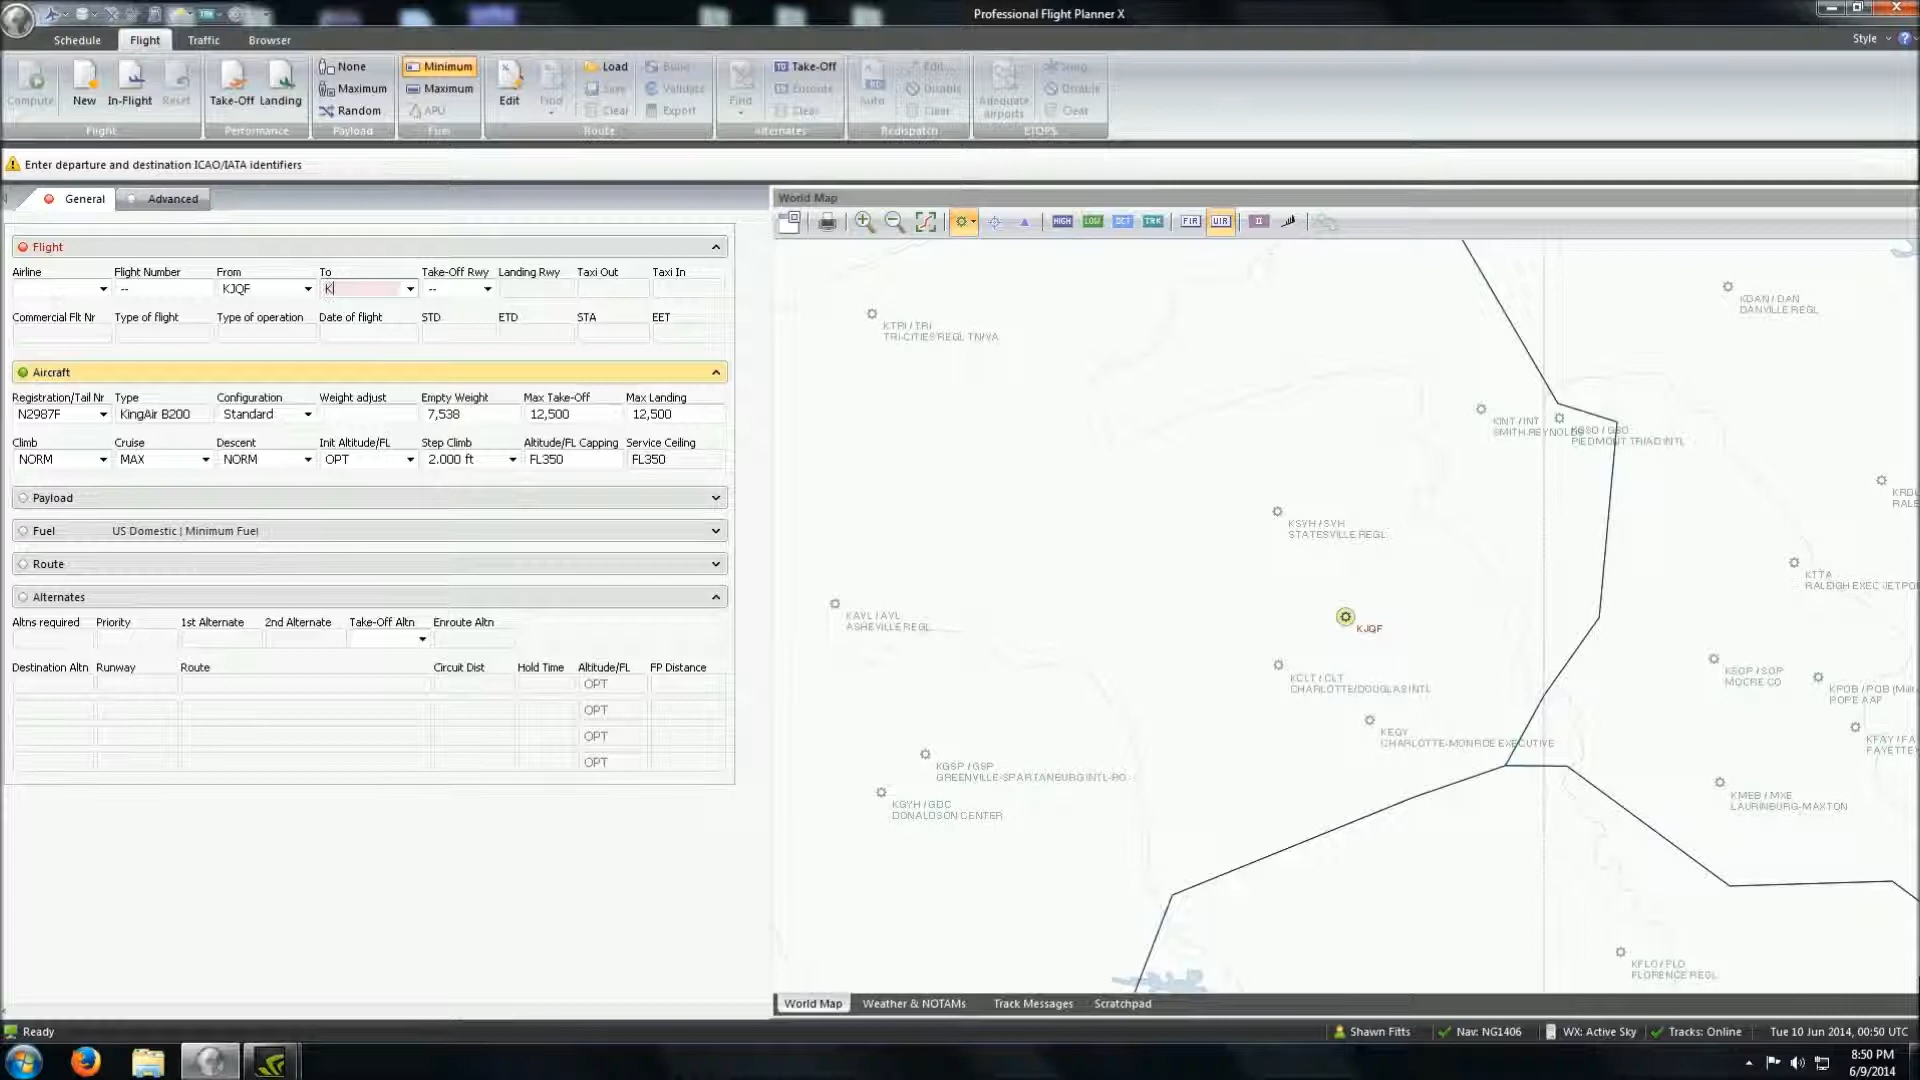 Professional Flight Planner X
Schedule Flight Traffic Browser
Style
Compute New In-Flight Reset
Take-Off Landing
None
Maximum
Random
Minimum
Maximum
APU
Edit Find
Load
Save
Clear
Build
Validate
Export
Find
Take-Off
Encode
Clear
Auto
Edit
Disable
Clear
Adequate airports
Snap
Disable
Clear
Flight Performance Payload Fuel Route Alternates Redispatch ETOPS
Enter departure and destination ICAO/IATA identifiers
General Advanced
Flight
Airline Flight Number From To Take-Off Rwy Landing Rwy Taxi Out Taxi In
-- KJQF K --
Commercial Flt Nr Type of flight Type of operation Date of flight STD ETD STA EET
Aircraft
Registration/Tail Nr Type Configuration Weight adjust Empty Weight Max Take-Off Max Landing
N2987F KingAir B200 Standard 7,538 12,500 12,500
Climb Cruise Descent Init Altitude/FL Step Climb Altitude/FL Capping Service Ceiling
NORM MAX NORM OPT 2.000 ft FL350 FL350
Payload
Fuel US Domestic | Minimum Fuel
Route
Alternates
Altns required Priority 1st Alternate 2nd Alternate Take-Off Altn Enroute Altn
Destination Altn Runway Route Circuit Dist Hold Time Altitude/FL FP Distance
OPT
OPT
OPT
OPT
World Map
HIGH LOW DCT TRK FIR UIR
KDAN / DAN
DANVILLE REGL
KTRI / TRI
TRI-CITIES REGL TN/VA
KINT / INT
SMITH REYNOLDS
KGSO / GSO
PIEDMONT TRIAD INTL
KRDU
RALE
KSVH / SVH
STATESVILLE REGL
KTTA
RALEIGH EXEC JETPO
KAVL / AVL
ASHEVILLE REGL
KJQF
KCLT / CLT
CHARLOTTE/DOUGLAS INTL
KSOP / SOP
MOORE CO
KPOB / POB (Mili
POPE AAF
KEQY
CHARLOTTE-MONROE EXECUTIVE
KFAY / FA
FAYETTE
KGSP / GSP
GREENVILLE-SPARTANBURG INTL-RO
KGYH / GDC
DONALDSON CENTER
KMEB / MXE
LAURINBURG-MAXTON
KFLO / FLO
FLORENCE REGL
World Map Weather & NOTAMs Track Messages Scratchpad
Ready
Shawn Fitts Nav: NG1406 WX: Active Sky Tracks: Online Tue 10 Jun 2014, 00:50 UTC
8:50 PM
6/9/2014